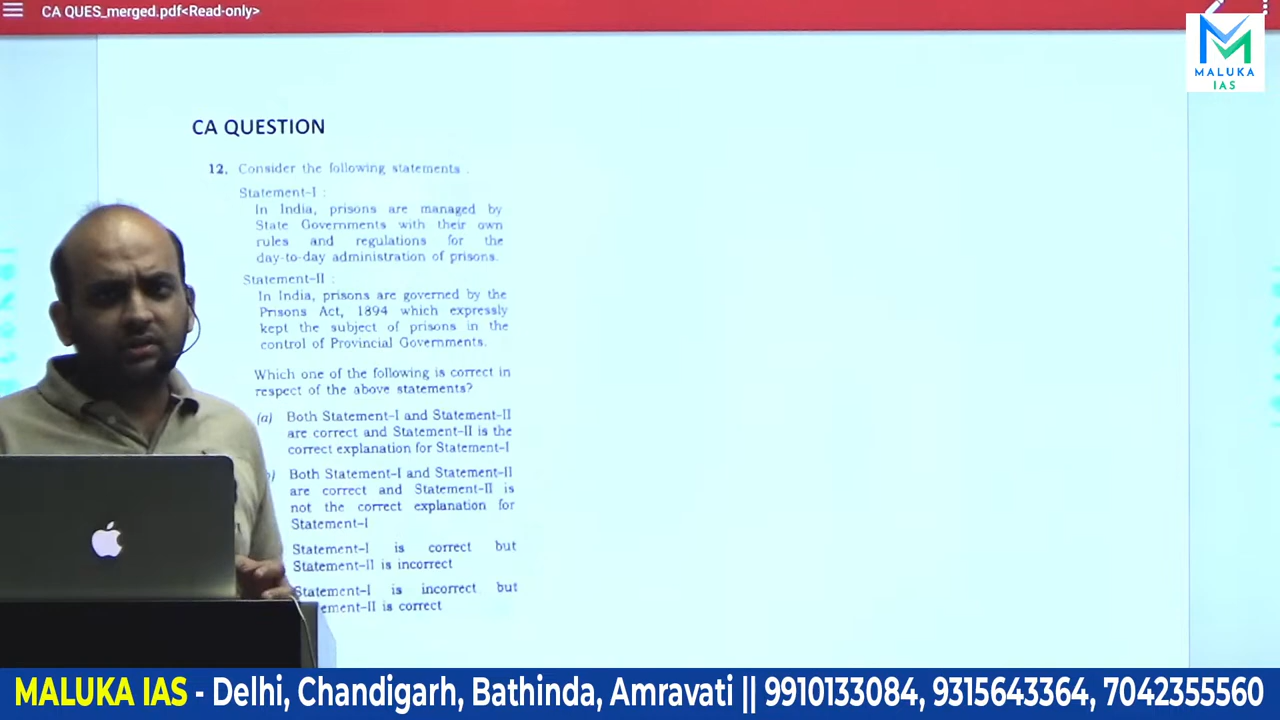 CA QUES_merged.pdf<Read-only>
MALUKA
IAS
CA QUESTION
12. Consider the following statements :
Statement-I :
In India, prisons are managed by
State Governments with their own
rules and regulations for the
day-to-day administration of prisons.
Statement-II :
In India, prisons are governed by the
Prisons Act, 1894 which expressly
kept the subject of prisons in the
control of Provincial Governments.
Which one of the following is correct in
respect of the above statements?
(a) Both Statement-I and Statement-II
are correct and Statement-II is the
correct explanation for Statement-I
Both Statement-I and Statement-II
are correct and Statement-II is
not the correct explanation for
Statement-I
Statement-I is correct but
Statement-II is incorrect
Statement-I is incorrect but
ement-II is correct
MALUKA IAS - Delhi, Chandigarh, Bathinda, Amravati || 9910133084, 9315643364, 7042355560